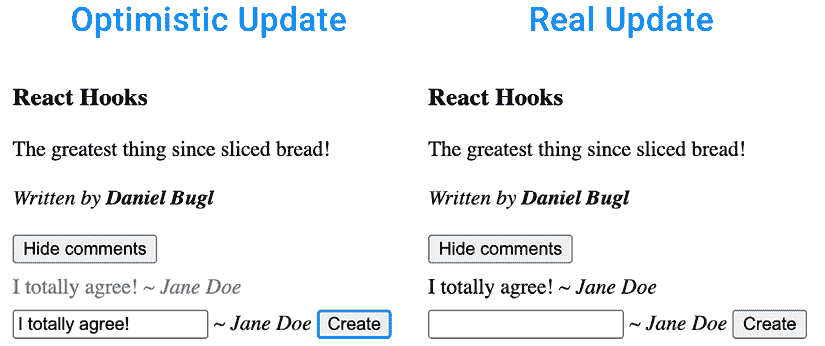 Optimistic Update
React Hooks
The greatest thing since sliced bread!
Written by Daniel Bugl
Hide comments
I totally agree! ~ Jane Doe
I totally agree! ~ Jane Doe Create
Real Update
React Hooks
The greatest thing since sliced bread!
Written by Daniel Bugl
Hide comments
I totally agree! ~ Jane Doe
~ Jane Doe Create